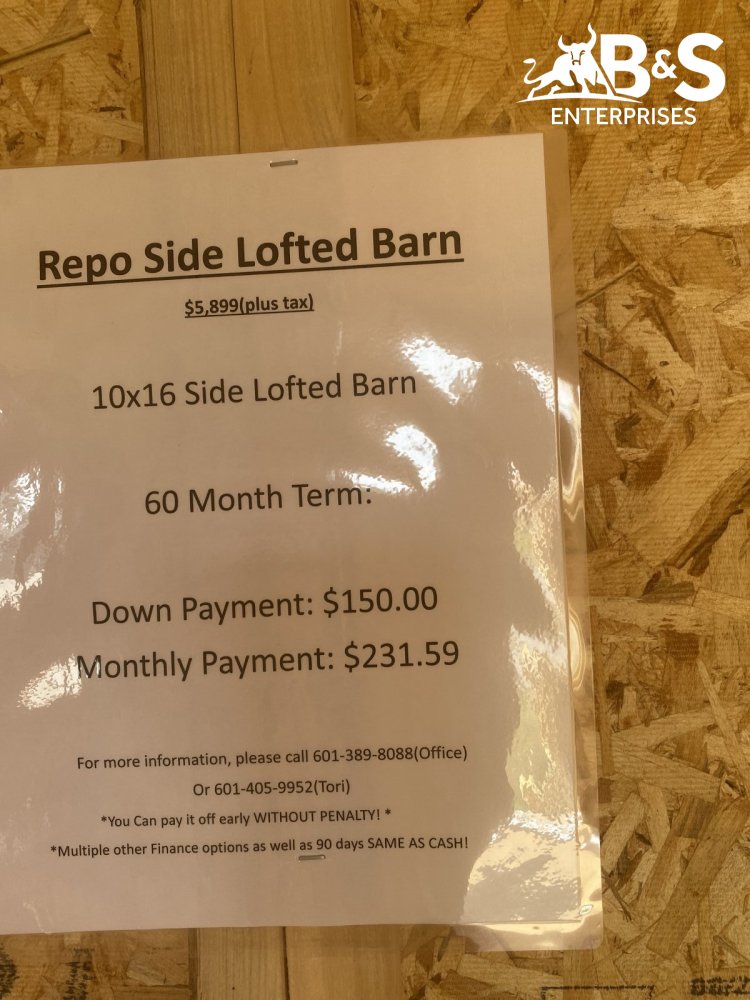 B&S
ENTERPRISES
Repo Side Lofted Barn
$5,899(plus tax)
10x16 Side Lofted Barn
60 Month Term:
Down Payment: $150.00
Monthly Payment: $231.59
For more information, please call 601-389-8088(Office)
Or 601-405-9952(Tori)
*You Can pay it off early WITHOUT PENALTY! *
*Multiple other Finance options as well as 90 days SAME AS CASH!